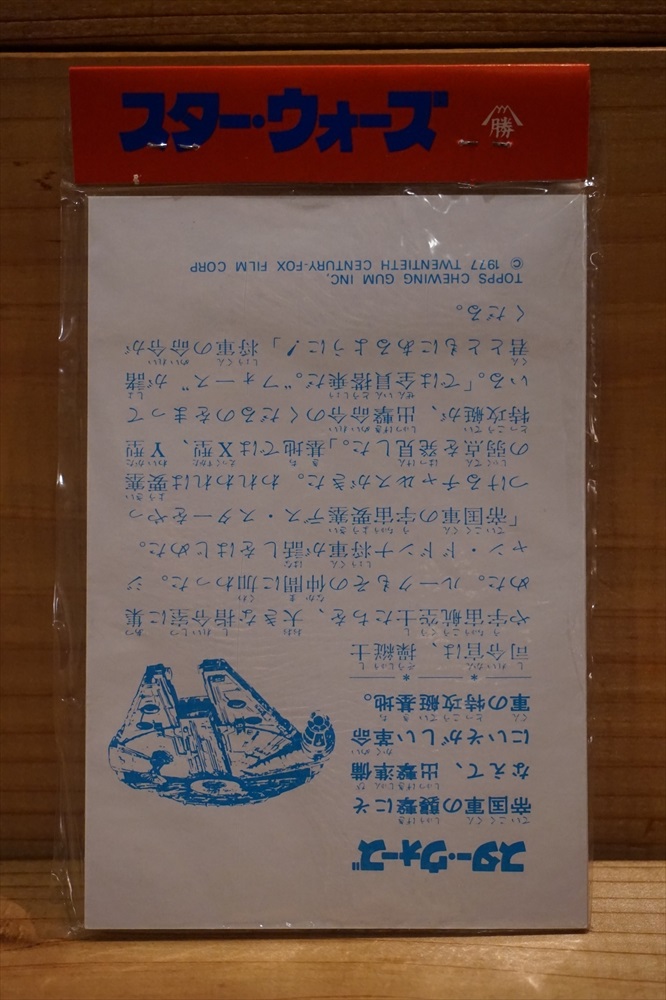 スター・ウォーズ
勝
スター・ウォーズ
帝国軍の襲撃にそ
なえて、出撃準備
にいそがしい革命
軍の特攻艇基地。
司令官は、操縦士
や宇宙航空士たちを、大きな指令室に集
めた。ルークもその仲間に加わった。ジ
ャン・ドドンナ将軍が話しをはじめた。
「帝国軍の宇宙要塞デス・スターをやっ
つけるチャンスがきた。われわれは要塞
の弱点を発見した。」基地ではX型、Y型
特攻艇が、出撃命令のくだるのをまって
いる。「では全員搭乗だ。"フォース"が諸
君とともにあるように!」将軍の命令が
くだる。
TOPPS CHEWING GUM INC,
© 1977 TWENTIETH CENTURY-FOX FILM CORP